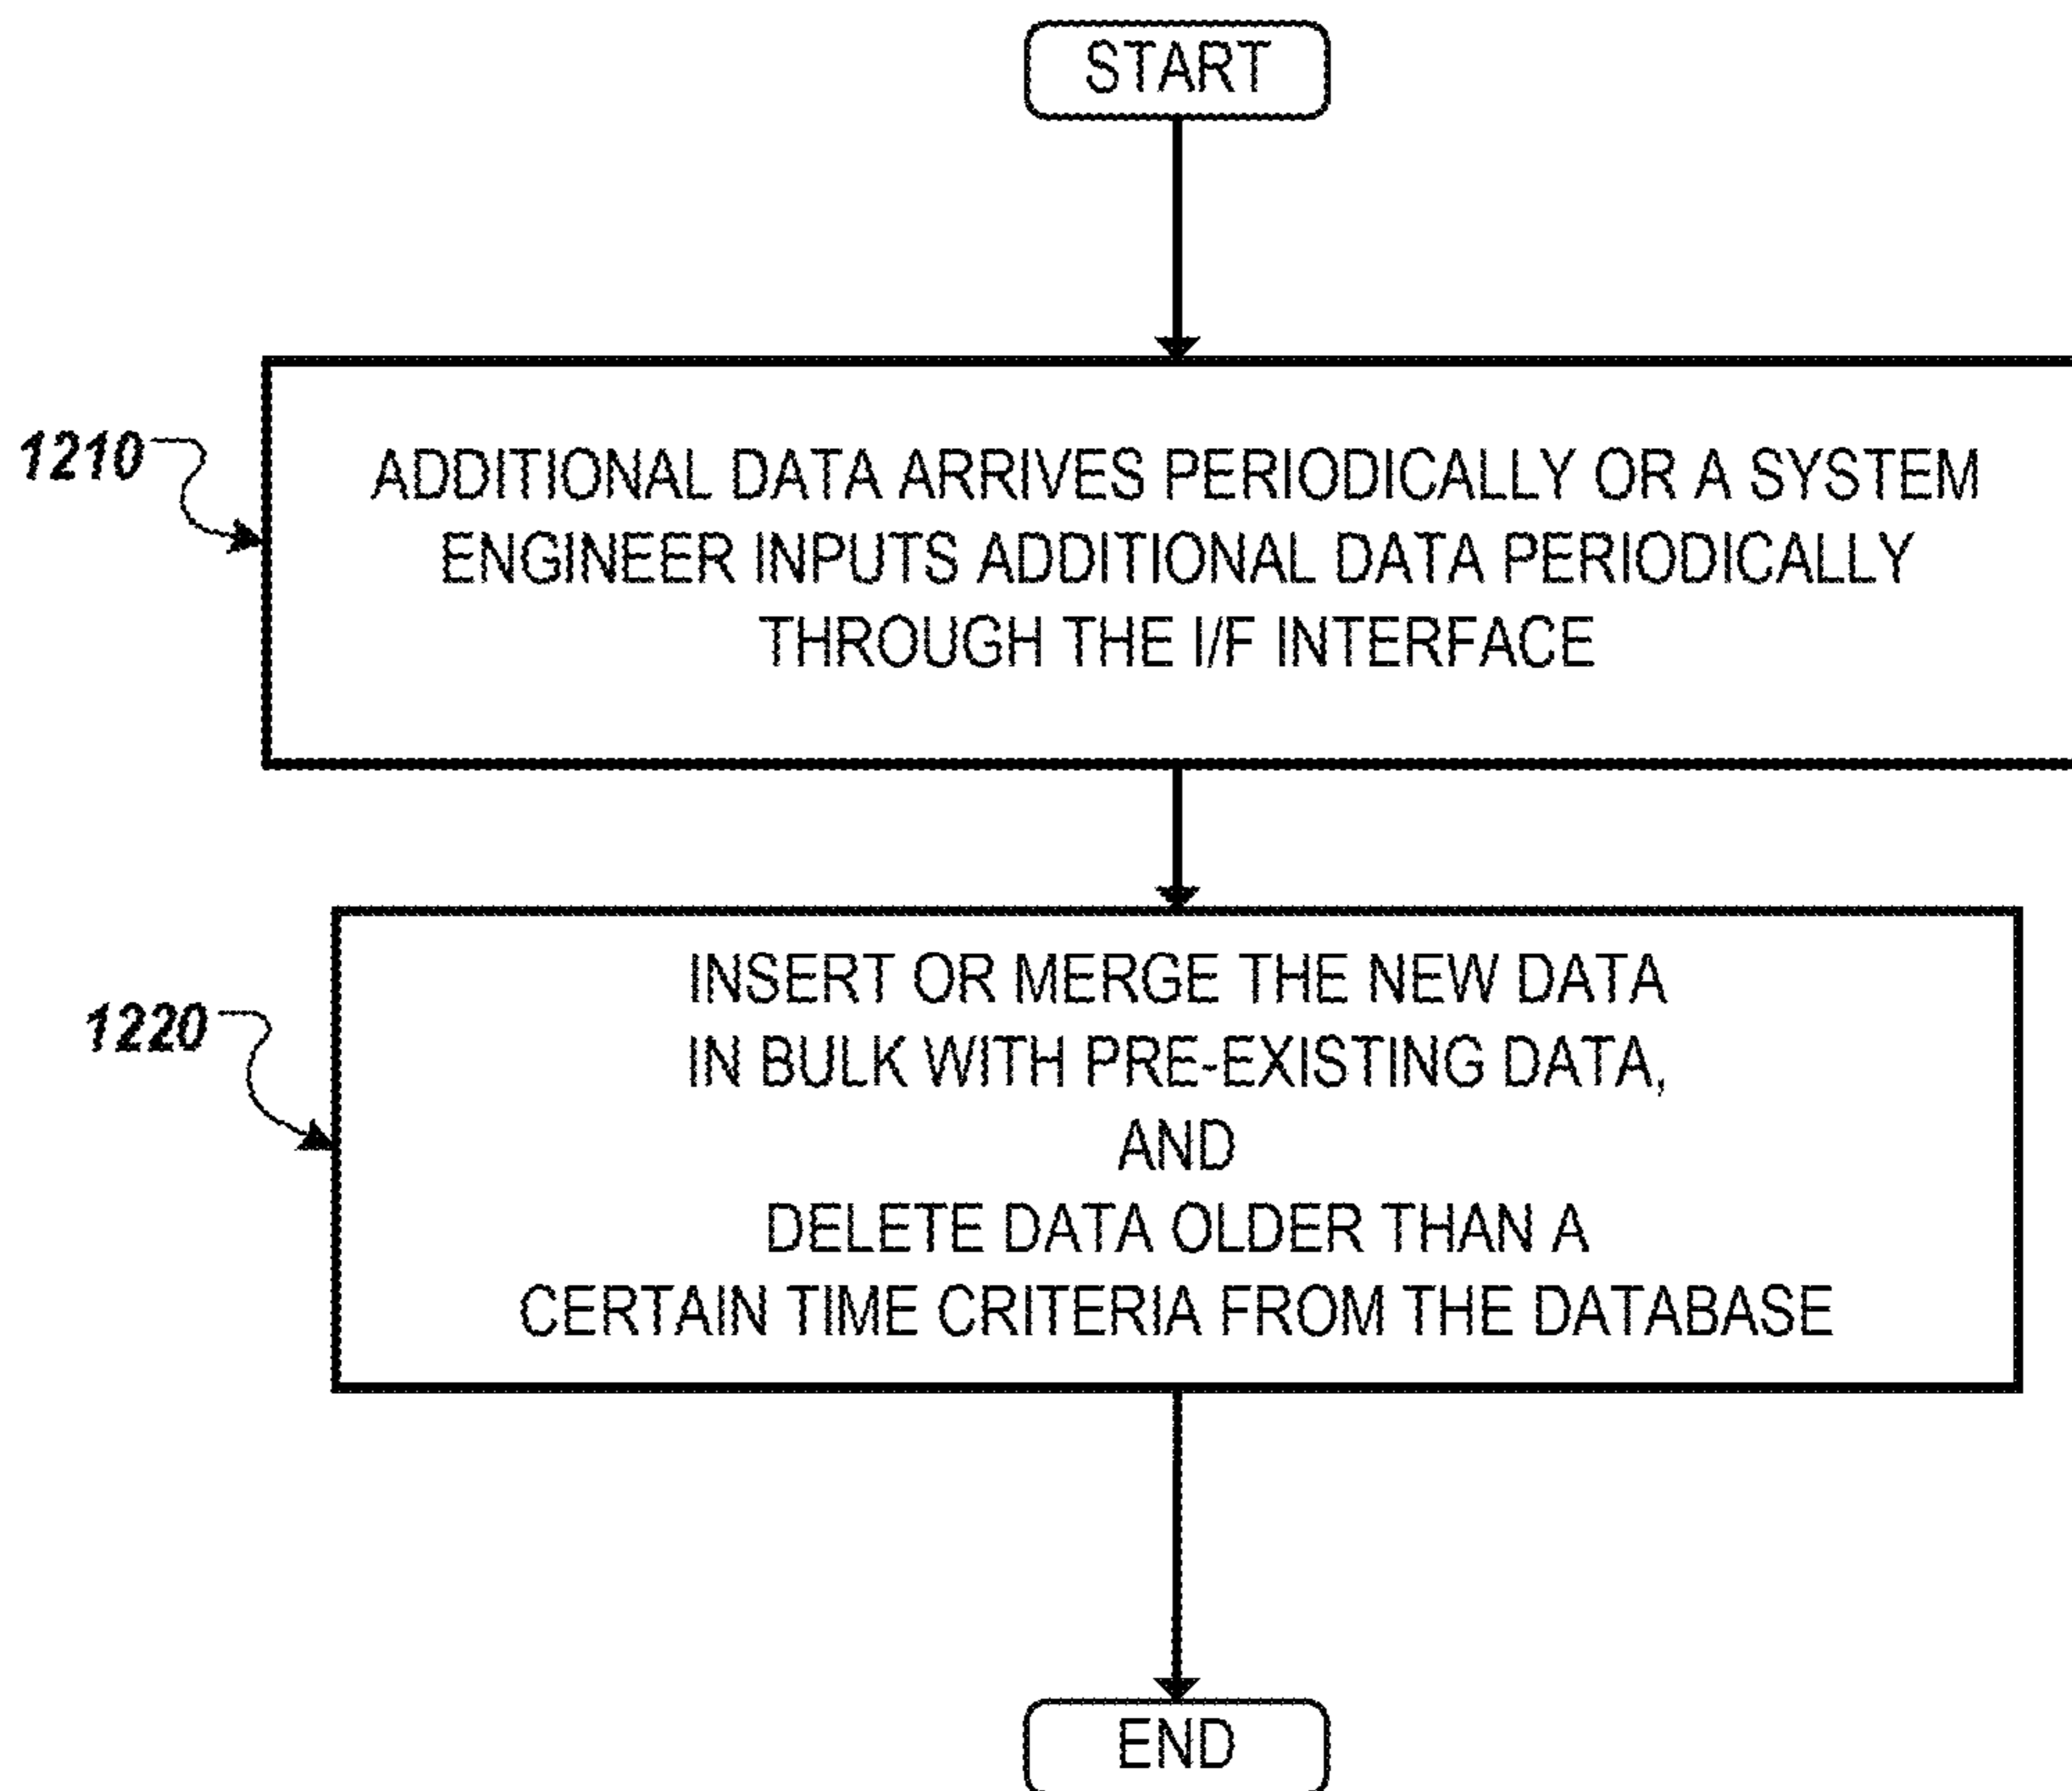 START
1210
ADDITIONAL DATA ARRIVES PERIODICALLY OR A SYSTEM
ENGINEER INPUTS ADDITIONAL DATA PERIODICALLY
THROUGH THE I/F INTERFACE
1220
INSERT OR MERGE THE NEW DATA
IN BULK WITH PRE-EXISTING DATA,
AND
DELETE DATA OLDER THAN A
CERTAIN TIME CRITERIA FROM THE DATABASE
END